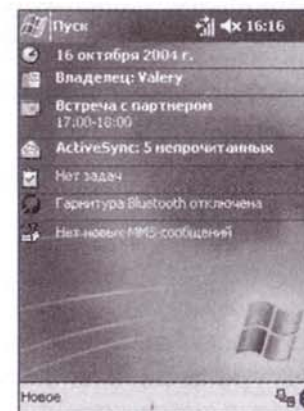 Пуск 16:16
16 октября 2004 г.
Владелец: Valery
Встреча с партнером
17:00-18:00
ActiveSync: 5 непрочитанных
Нет задач
Гарнитура Bluetooth отключена
Нет новых MMS-сообщений
Новое